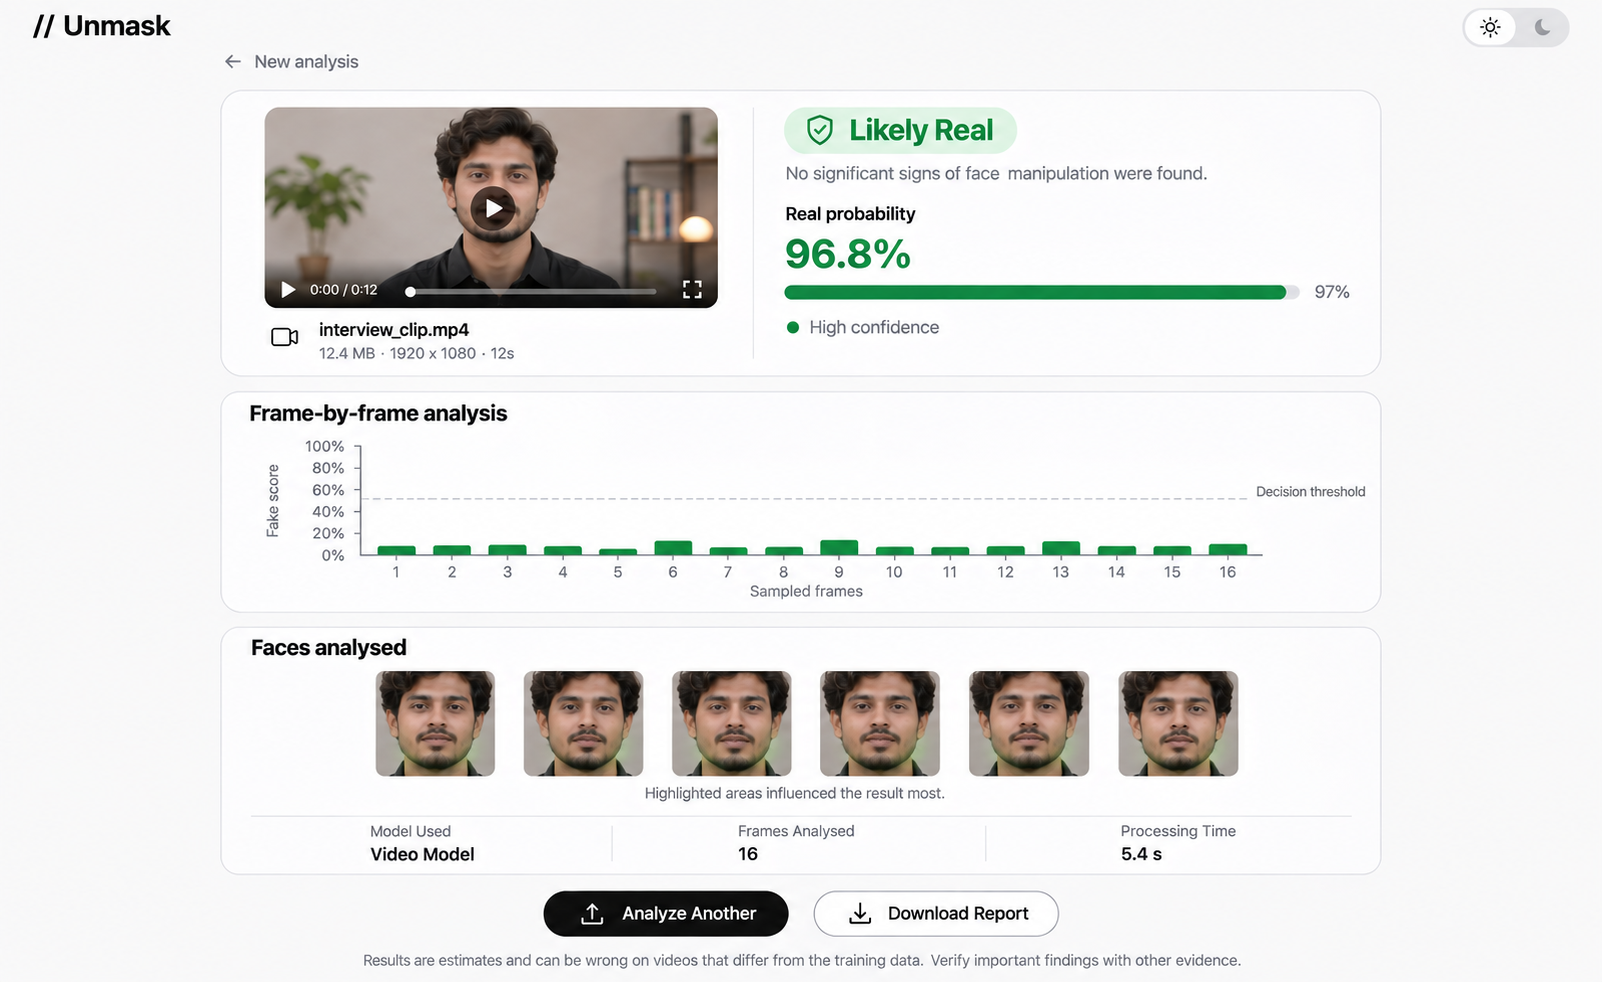 // Unmask
← New analysis
Likely Real
No significant signs of face manipulation were found.
Real probability
96.8%
97%
High confidence
0:00 / 0:12
interview_clip.mp4
12.4 MB · 1920 x 1080 · 12s
Frame-by-frame analysis
Fake score
100%
80%
60%
40%
20%
0%
Decision threshold
1 2 3 4 5 6 7 8 9 10 11 12 13 14 15 16
Sampled frames
Faces analysed
Highlighted areas influenced the result most.
Model Used
Video Model
Frames Analysed
16
Processing Time
5.4 s
Analyze Another
Download Report
Results are estimates and can be wrong on videos that differ from the training data. Verify important findings with other evidence.